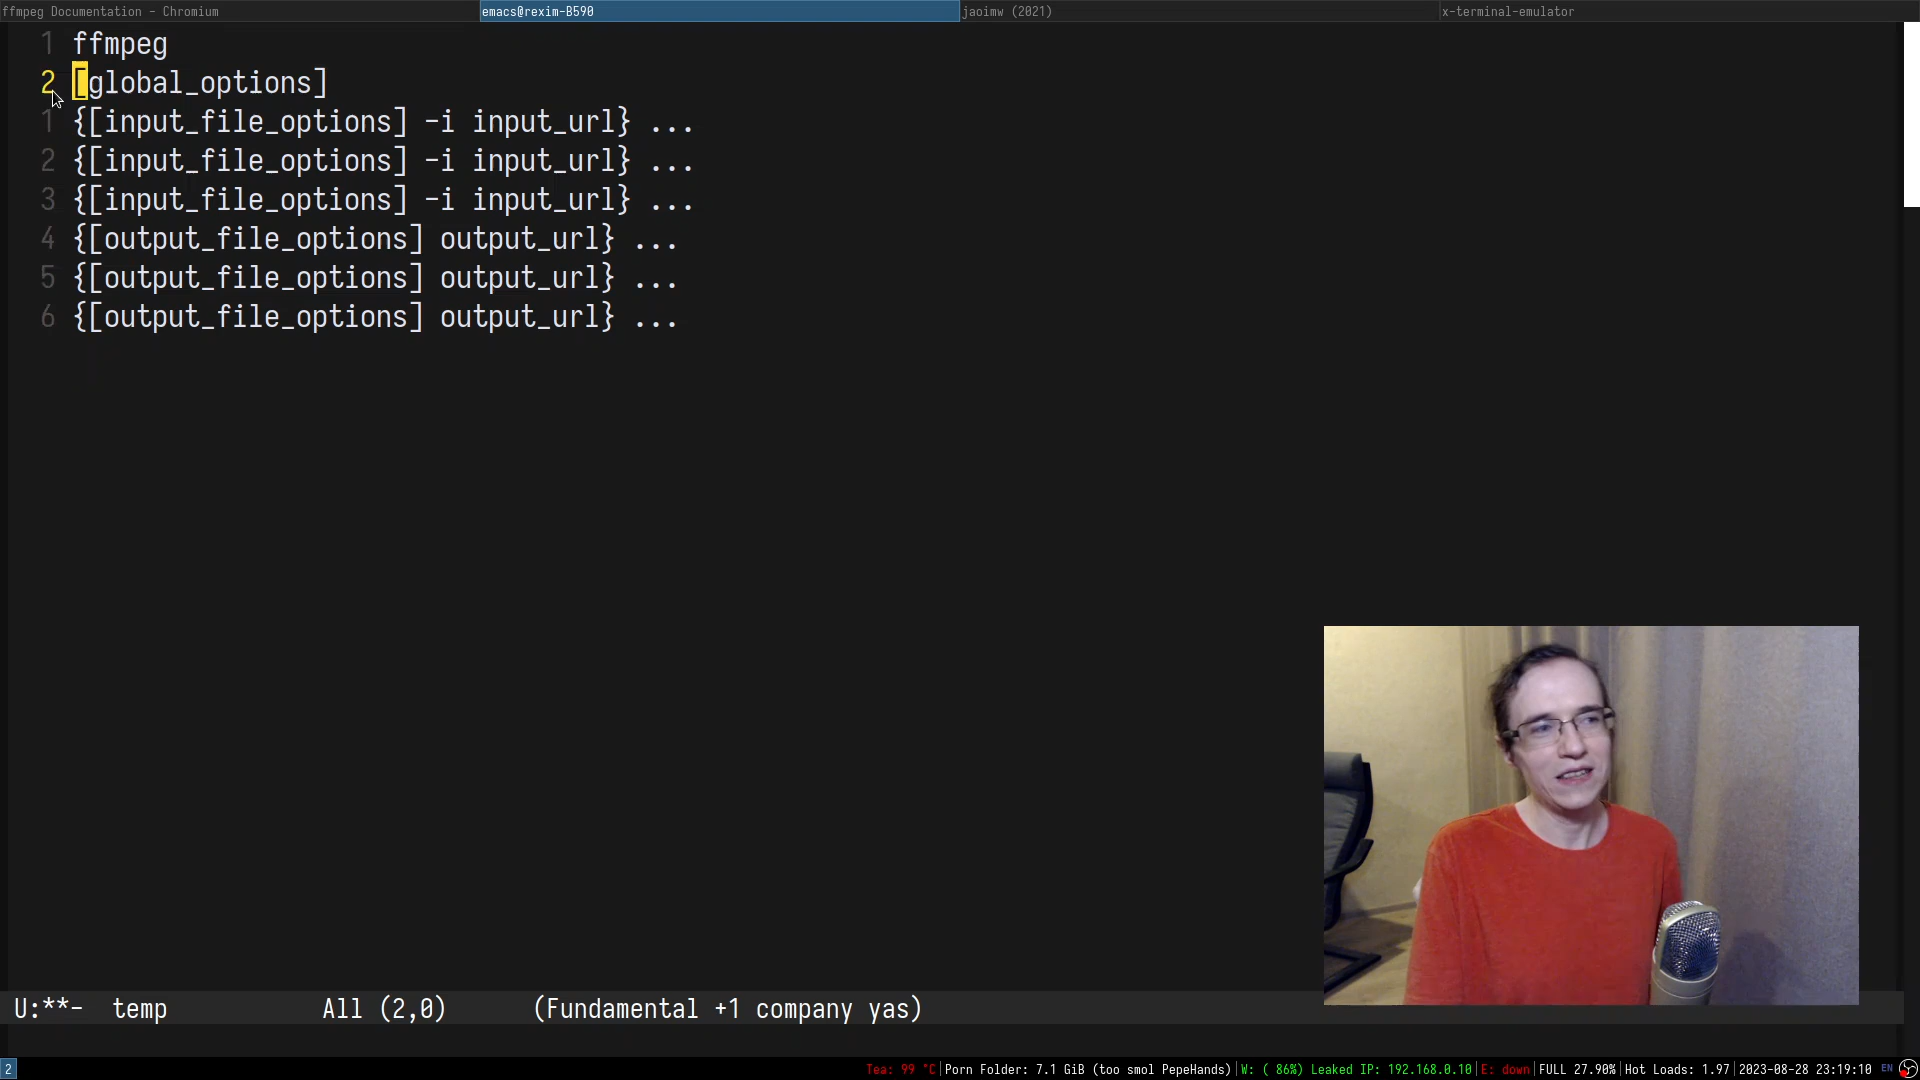 ffmpeg Documentation - Chromium
emacs@rexim-B590
jaoimw (2021)
x-terminal-emulator
1 ffmpeg
2 [global_options]
1 {[input_file_options] -i input_url} ...
2 {[input_file_options] -i input_url} ...
3 {[input_file_options] -i input_url} ...
4 {[output_file_options] output_url} ...
5 {[output_file_options] output_url} ...
6 {[output_file_options] output_url} ...
U:**- temp All (2,0) (Fundamental +1 company yas)
2 Tea: 99 °C|Porn Folder: 7.1 GiB (too smol PepeHands)|W: ( 86%) Leaked IP: 192.168.0.10|E: down|FULL 27.90%|Hot Loads: 1.97|2023-08-28 23:19:10 EN